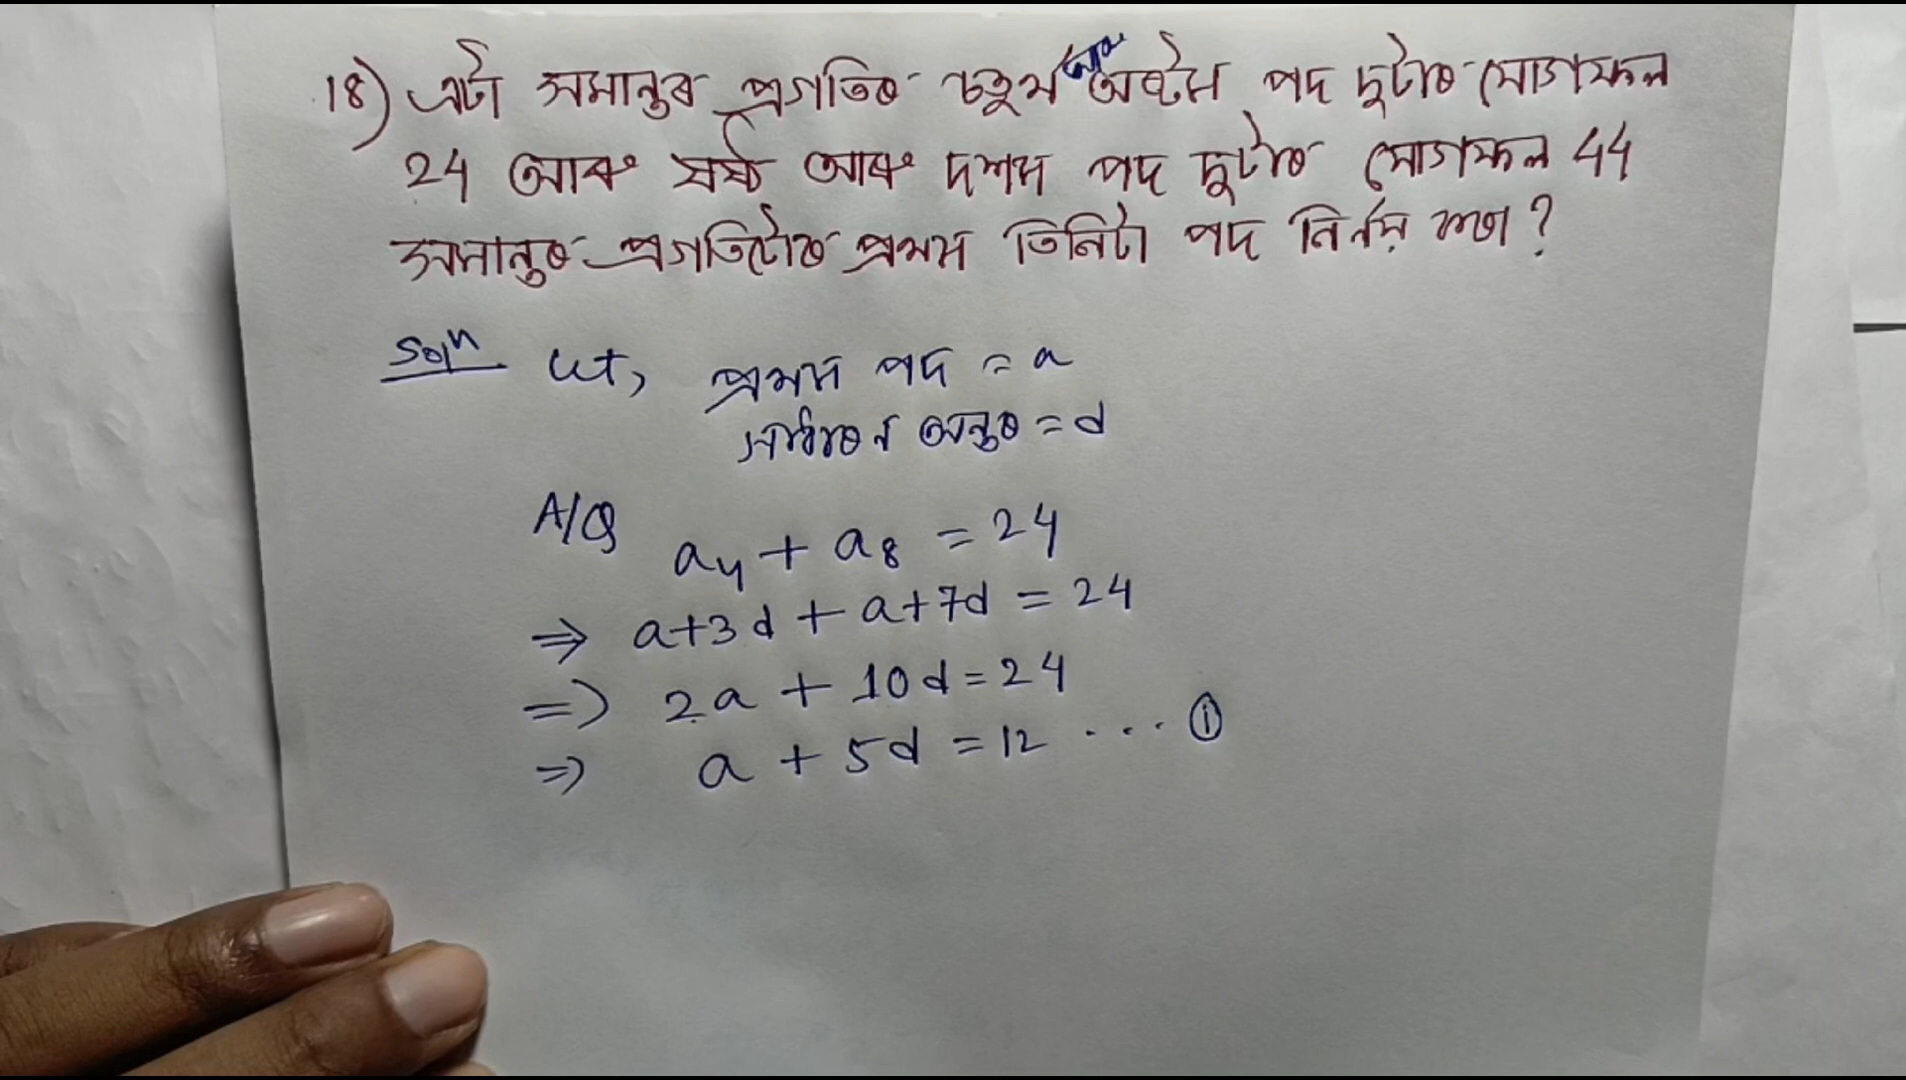 18) এটা সমান্তৰ প্ৰগতিৰ চতুৰ্থ আৰু অষ্টম পদ দুটাৰ যোগফল
24 আৰু ষষ্ঠ আৰু দশম পদ দুটাৰ যোগফল 44
সমান্তৰ প্ৰগতিটোৰ প্ৰথম তিনিটা পদ নিৰ্নয় কৰা?
Solⁿ Let, প্ৰথম পদ = a
সাধাৰন অন্তৰ = d
A/Q a₄ + a₈ = 24
⇒ a+3d + a+7d = 24
⇒ 2a + 10d = 24
⇒ a + 5d = 12 .... ⓘ